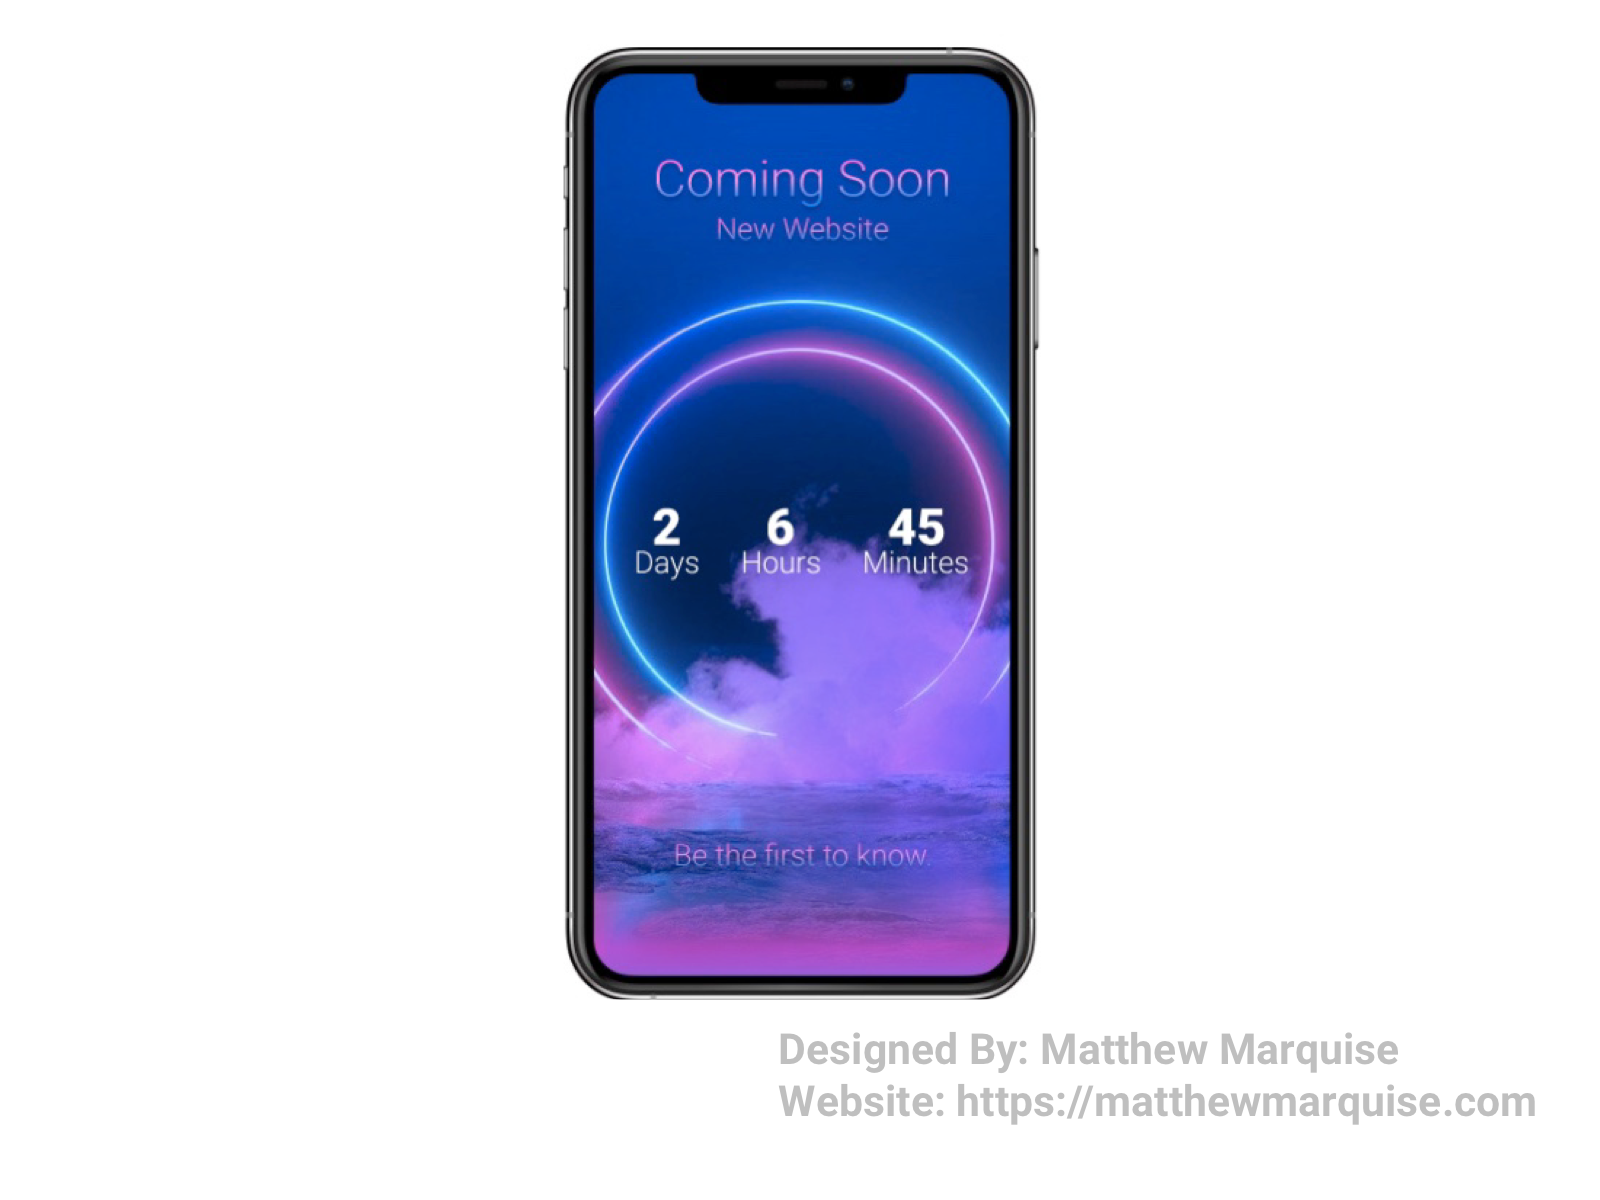 Coming Soon
New Website
2 6 45
Days Hours Minutes
Be the first to know.
Designed By: Matthew Marquise
Website: https://matthewmarquise.com